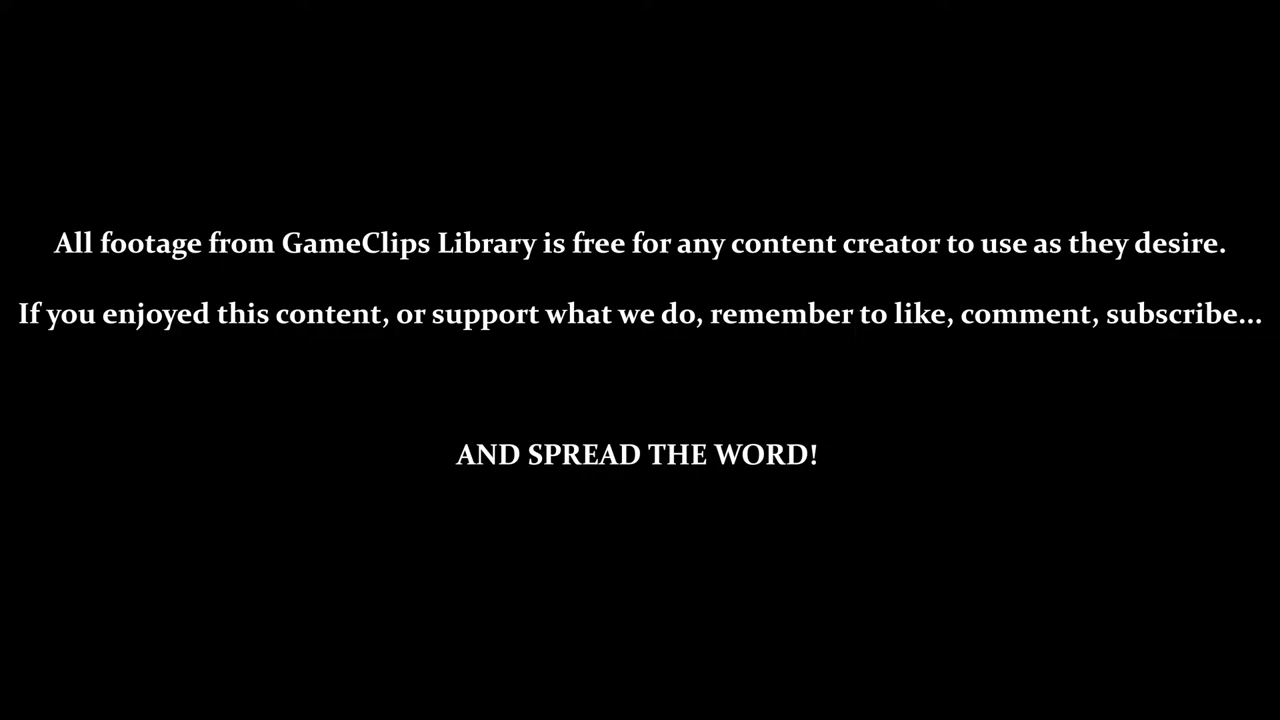 All footage from GameClips Library is free for any content creator to use as they desire.
If you enjoyed this content, or support what we do, remember to like, comment, subscribe...
AND SPREAD THE WORD!